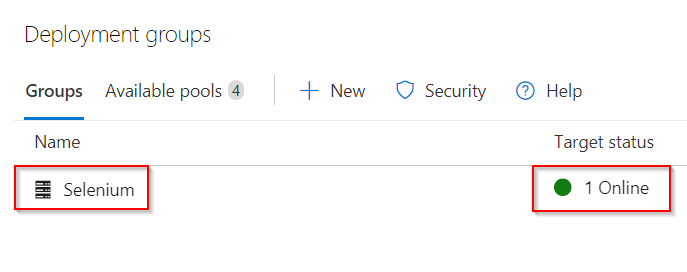 Deployment groups
Groups Available pools 4 New Security Help
Name Target status
Selenium 1 Online